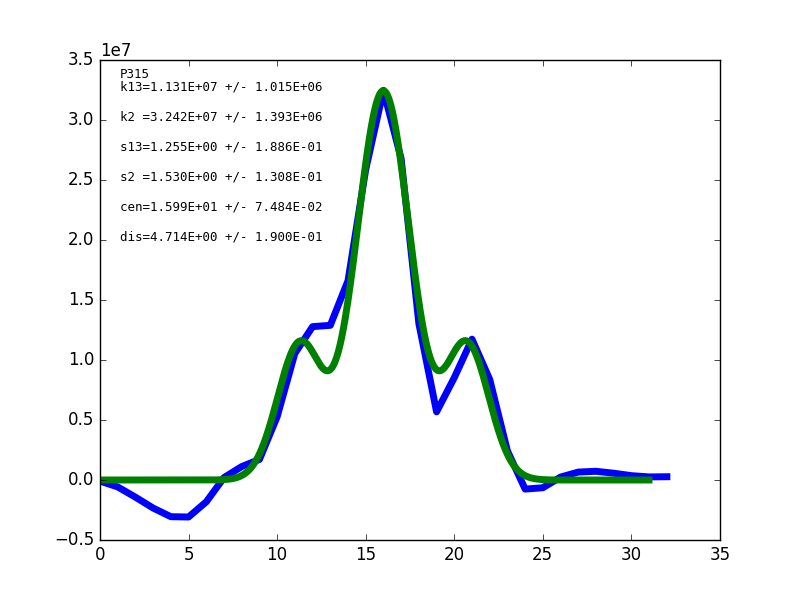 1e7
3.5
3.0
2.5
2.0
1.5
1.0
0.5
0.0
−0.5
P315
k13=1.131E+07 +/- 1.015E+06
k2 =3.242E+07 +/- 1.393E+06
s13=1.255E+00 +/- 1.886E-01
s2 =1.530E+00 +/- 1.308E-01
cen=1.599E+01 +/- 7.484E-02
dis=4.714E+00 +/- 1.900E-01
0 5 10 15 20 25 30 35